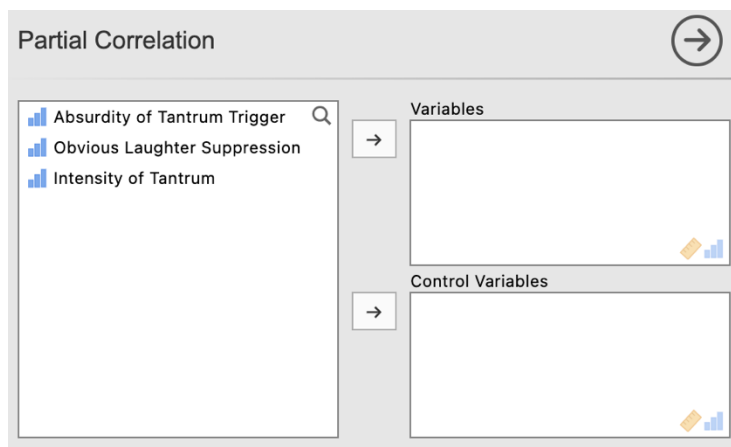 Partial Correlation
Absurdity of Tantrum Trigger
Obvious Laughter Suppression
Intensity of Tantrum
Variables
Control Variables